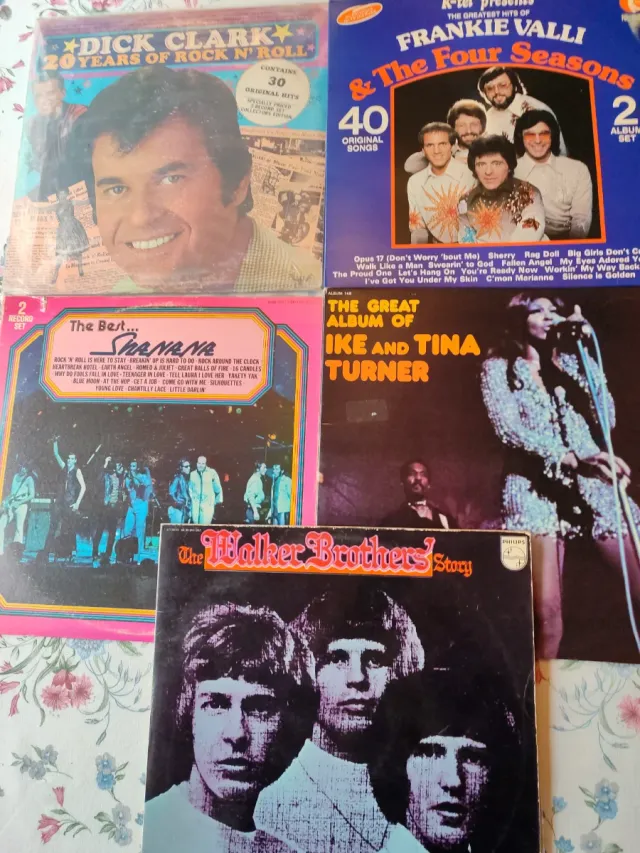 DICK CLARK
20 YEARS OF ROCK N' ROLL
CONTAINS
30
ORIGINAL HITS
K-tel presents
THE GREATEST HITS OF
FRANKIE VALLI
& The Four Seasons
40
ORIGINAL
SONGS
2
ALBUM
SET
Opus 17 (Don't Worry 'bout Me) Sherry Rag Doll Big Girls Don't
Walk Like a Man Swearin' to God Fallen Angel My Eyes Adored
The Proud One Let's Hang On You're Ready Now Workin' My Way Back
I've Got You Under My Skin C'mon Marianne Silence is Golden
2
RECORD
SET
The Best...
SHANANA
ROCK 'N' ROLL IS HERE TO STAY · BREAKIN' UP IS HARD TO DO · ROCK AROUND THE CLOCK
HEARTBREAK HOTEL · EARTH ANGEL · ROMEO & JULIET · GREAT BALLS OF FIRE · 16 CANDLES
WHY DO FOOLS FALL IN LOVE · TEENAGER IN LOVE · TELL LAURA I LOVE HER · YAKETY YAK
BLUE MOON · AT THE HOP · GET A JOB · COME GO WITH ME · SILHOUETTES
YOUNG LOVE · CHANTILLY LACE · LITTLE DARLIN'
THE GREAT
ALBUM OF
IKE AND TINA
TURNER
The Walker Brothers' Story
PHILIPS